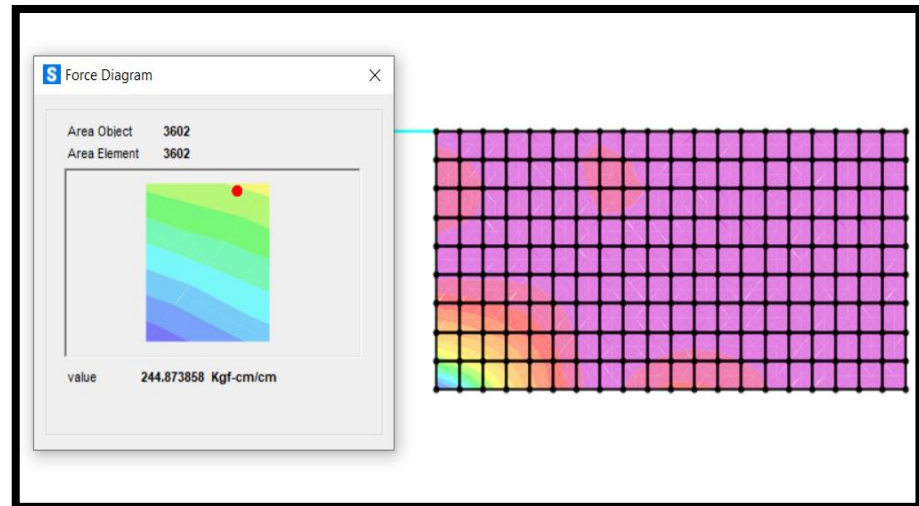 S Force Diagram
Area Object 3602
Area Element 3602
value 244.873858 Kgf-cm/cm